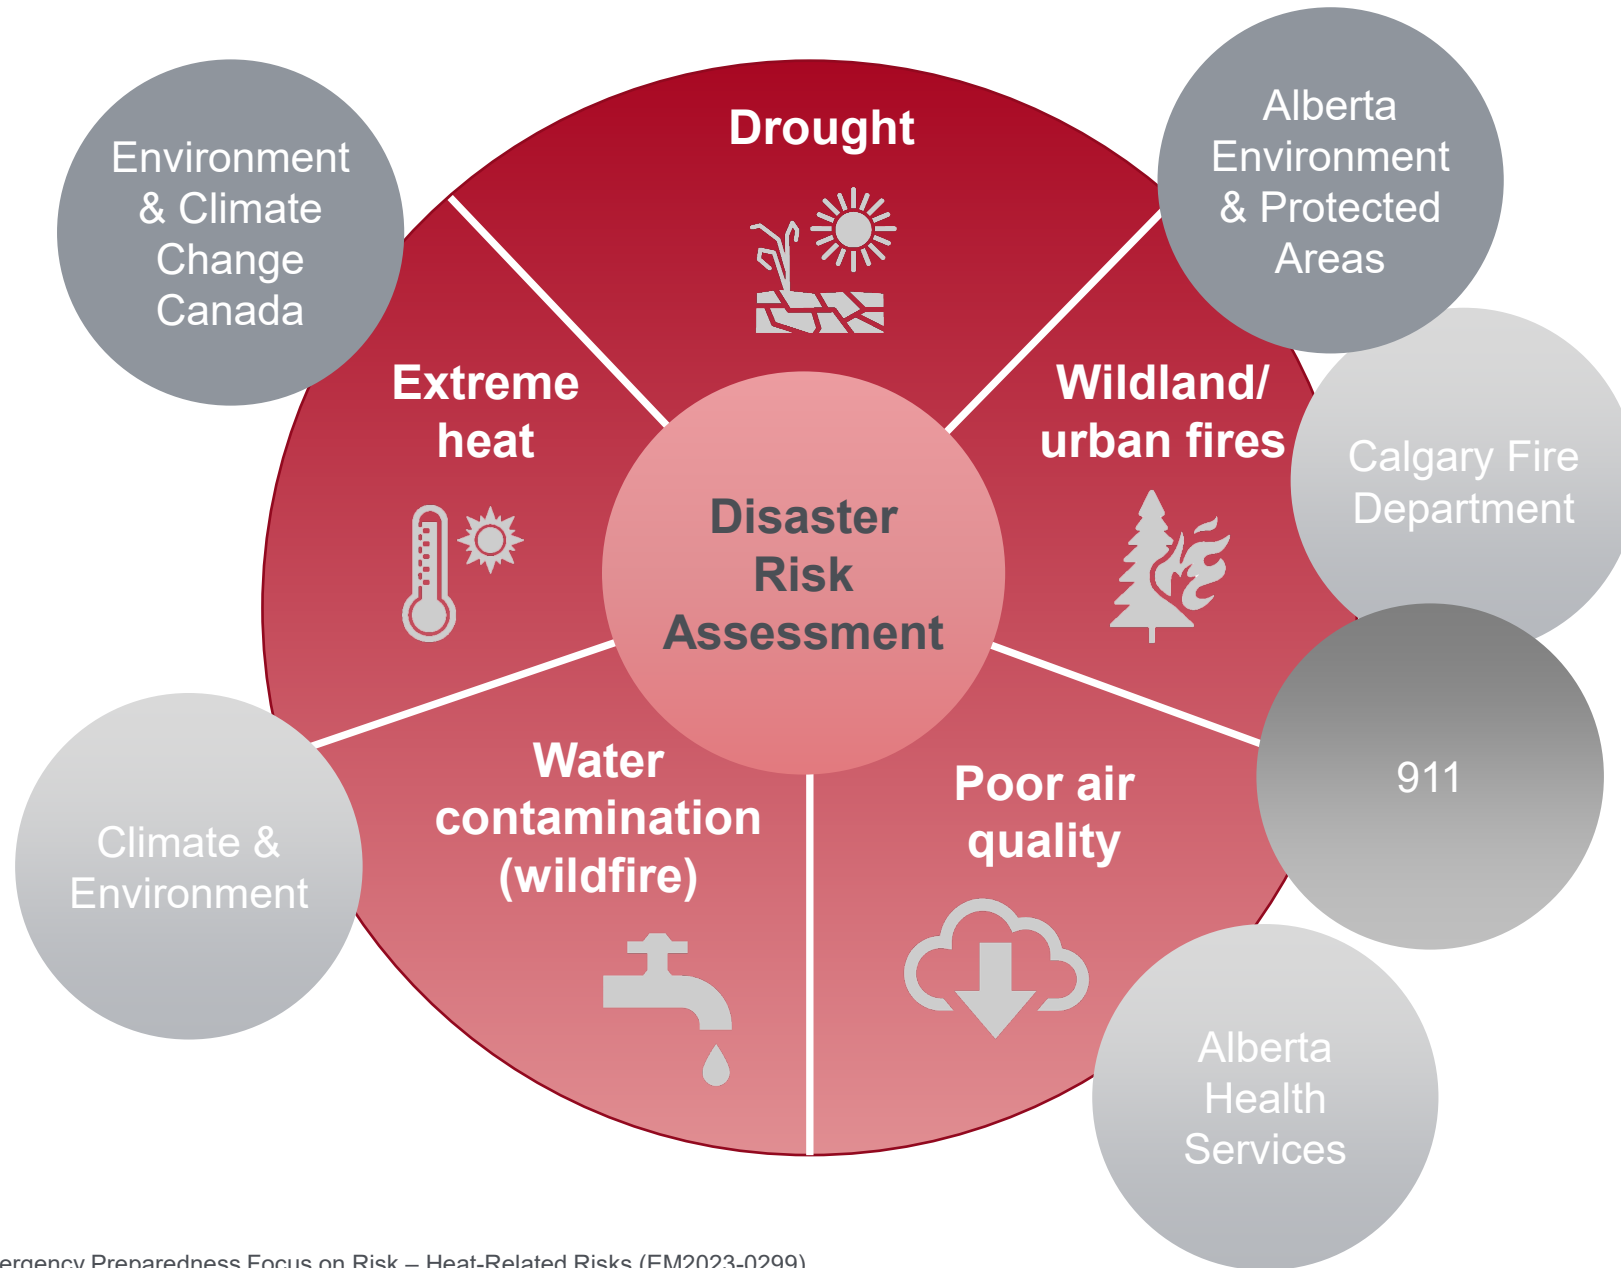 Drought
Environment
& Climate
Change
Canada
Alberta
Environment
& Protected
Areas
Extreme
heat
Wildland/
urban fires
Calgary Fire
Department
Disaster
Risk
Assessment
Water
contamination
(wildfire)
Poor air
quality
911
Climate &
Environment
Alberta
Health
Services
ergency Preparedness Focus on Risk – Heat-Related Risks (EM2023-0299)